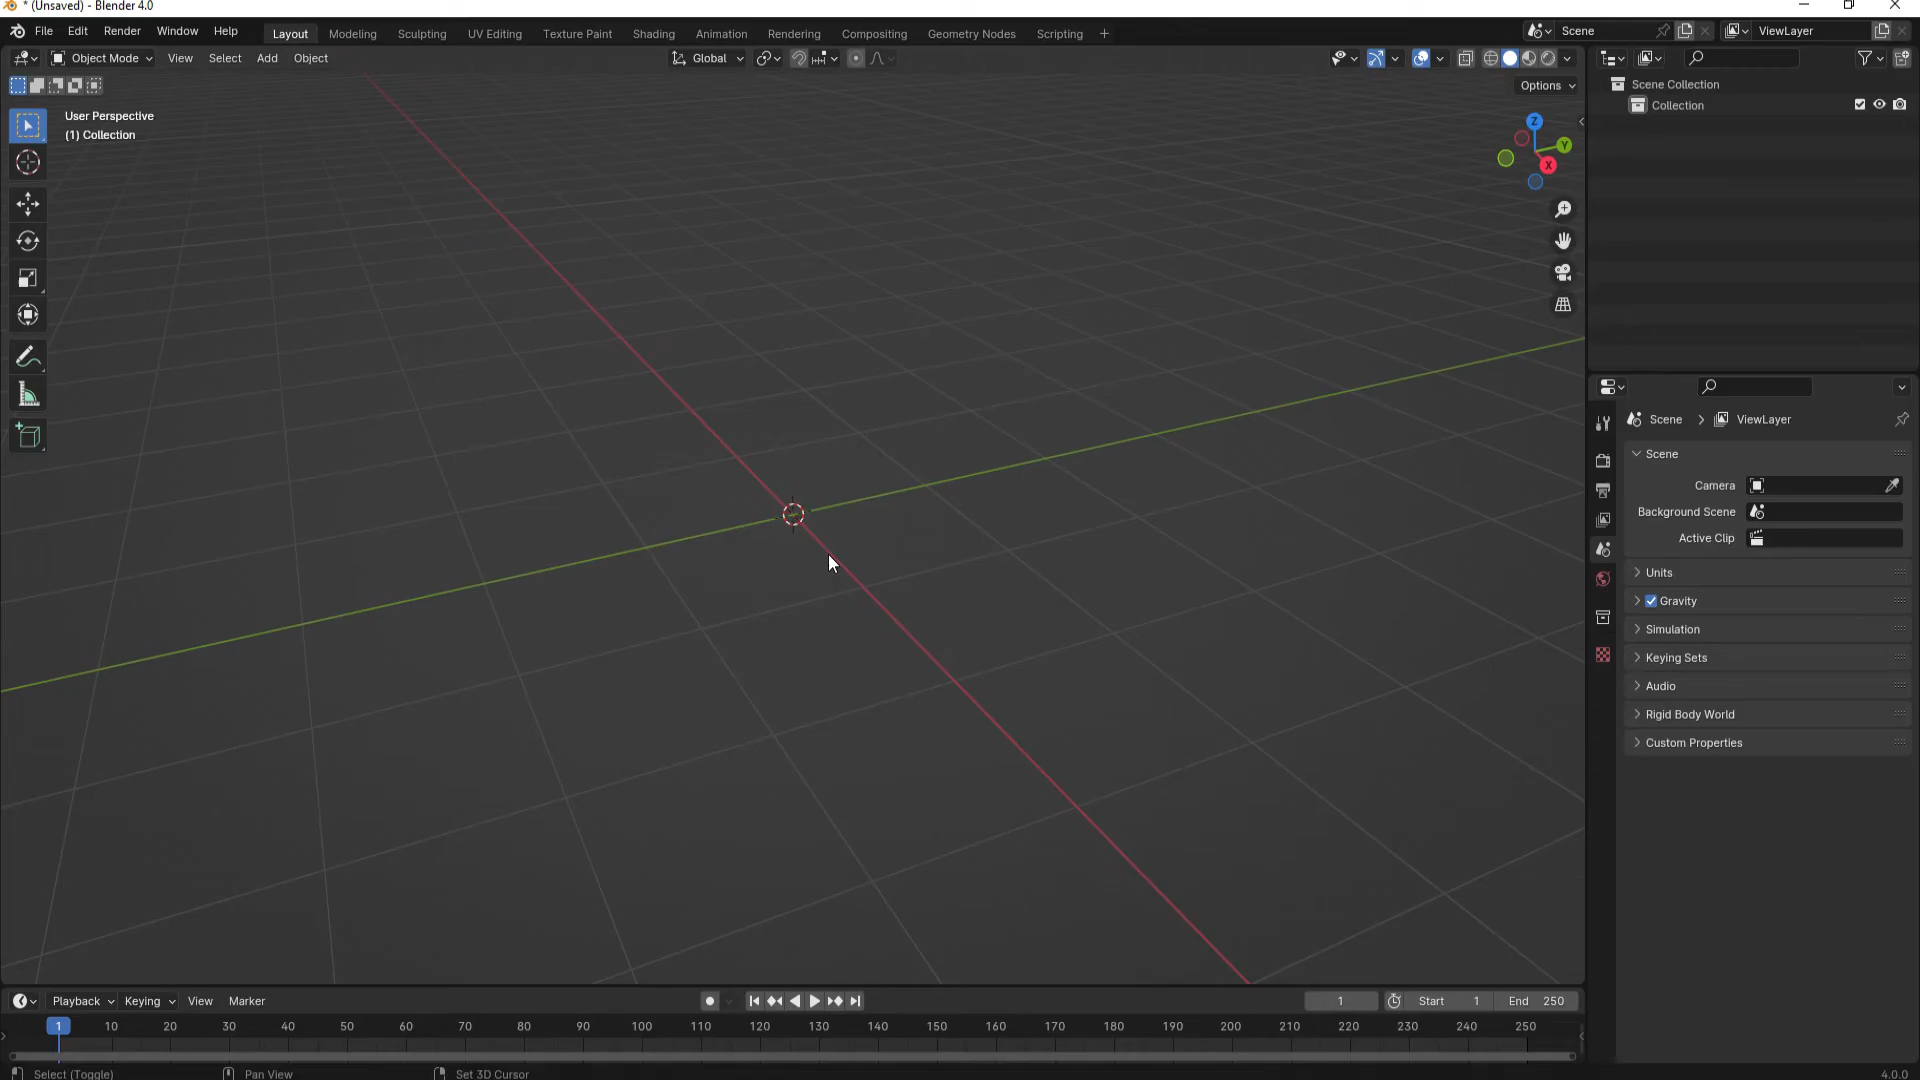 * (Unsaved) - Blender 4.0
File Edit Render Window Help Layout Modeling Sculpting UV Editing Texture Paint Shading Animation Rendering Compositing Geometry Nodes Scripting + Scene ViewLayer
Object Mode View Select Add Object Global
Options
User Perspective
(1) Collection
Z
Y
X
Scene Collection
Collection
Scene > ViewLayer
Scene
Camera
Background Scene
Active Clip
Units
Gravity
Simulation
Keying Sets
Audio
Rigid Body World
Custom Properties
Playback Keying View Marker 1 Start 1 End 250
1 10 20 30 40 50 60 70 80 90 100 110 120 130 140 150 160 170 180 190 200 210 220 230 240 250
Select (Toggle) Pan View Set 3D Cursor 4.0.0